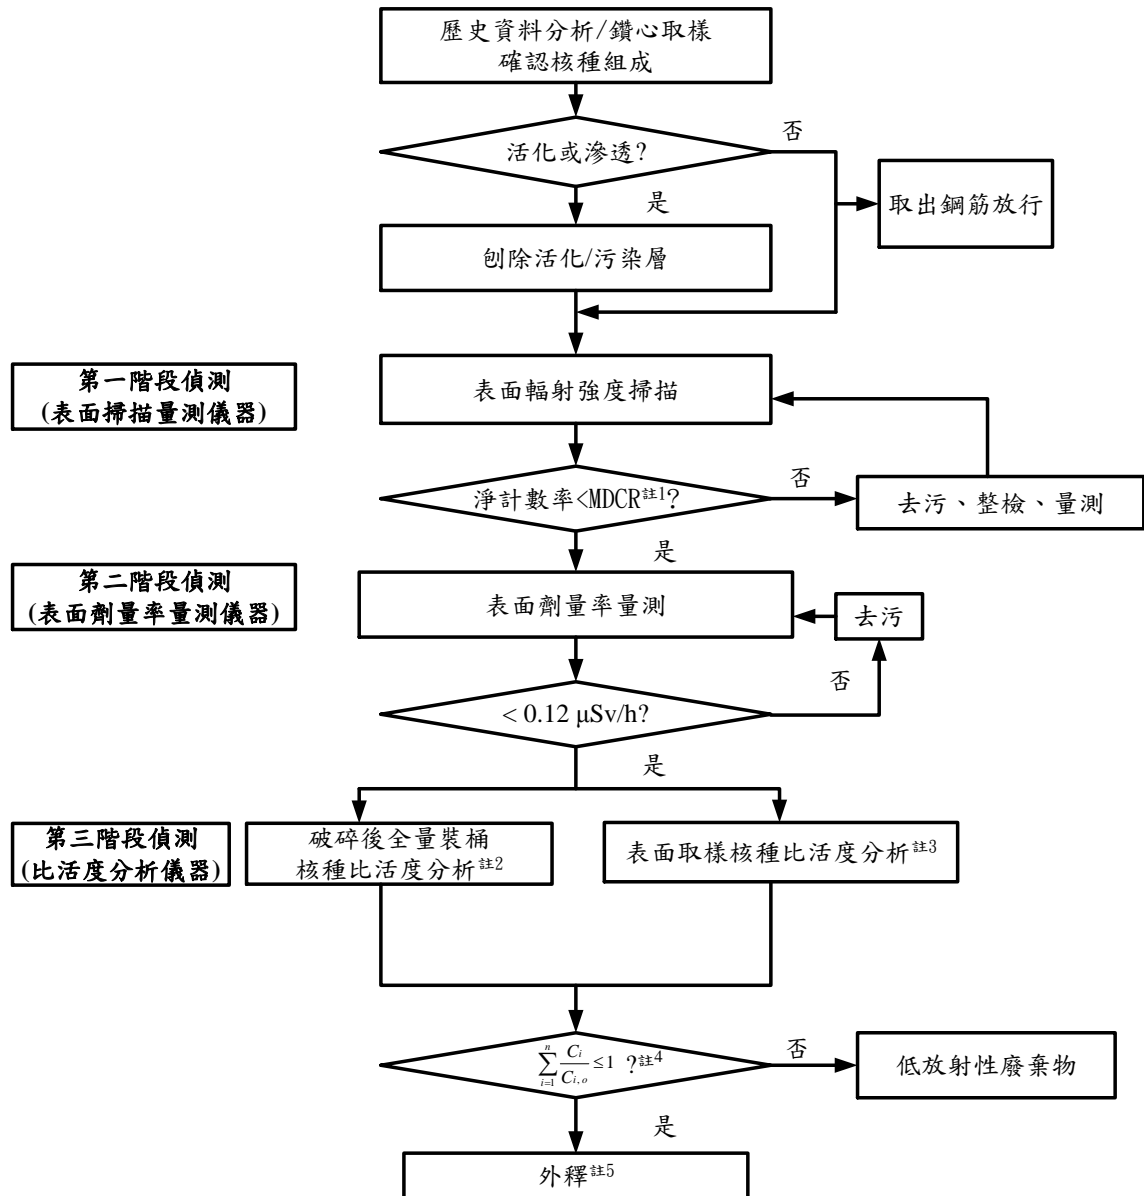 歷史資料分析/鑽心取樣
確認核種組成
活化或滲透?
否
是
取出鋼筋放行
刨除活化/污染層
第一階段偵測
(表面掃描量測儀器)
表面輻射強度掃描
淨計數率<MDCR註1?
否
去污、整檢、量測
是
第二階段偵測
(表面劑量率量測儀器)
表面劑量率量測
去污
否
< 0.12 μSv/h?
是
第三階段偵測
(比活度分析儀器)
破碎後全量裝桶
核種比活度分析註2
表面取樣核種比活度分析註3
\sum_{i=1}^{n} \frac{C_i}{C_{i,o}} ≤ 1 ?註4
否
低放射性廢棄物
是
外釋註5